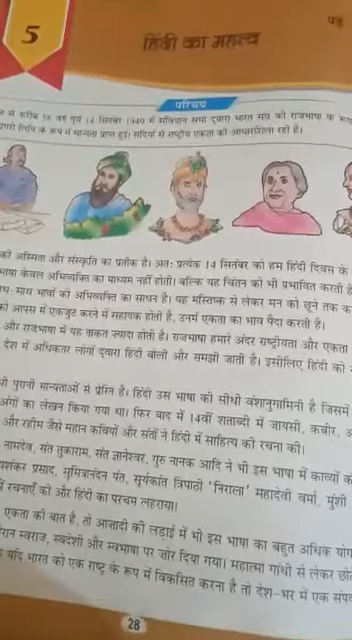 5
हिंदी का महत्व
परिचय
से करीब 58 वर्ष पूर्व 14 सितंबर 1949 में संविधान सभा द्वारा भारत संघ की राजभाषा के रूप
लिपि के रूप में मान्यता प्राप्त हुई। सदियों से राष्ट्रीय एकता की आधारशिला रही है।
की अस्मिता और संस्कृति का प्रतीक है। अतः प्रत्येक 14 सितंबर को हम हिंदी दिवस के
भाषा केवल अभिव्यक्ति का माध्यम नहीं होती। बल्कि यह चिंतन को भी प्रभावित करती है
साथ-साथ भावों को अभिव्यक्ति का साधन है। यह मस्तिष्क से लेकर मन को छूने तक क
को आपस में एकजुट करने में सहायक होती है, उनमें एकता का भाव पैदा करती है।
और राजभाषा में यह ताकत ज्यादा होती है। राजभाषा हमारे अंदर राष्ट्रीयता और एकता
देश में अधिकतर लोगों द्वारा हिंदी बोली और समझी जाती है। इसीलिए हिंदी को
भी पुरानी मान्यताओं से प्रेरित है। हिंदी उस भाषा की सीधी वंशानुगामिनी है जिसमें
अंगों का लेखन किया गया था। फिर बाद में 14वीं शताब्दी में जायसी, कबीर,
और रहीम जैसे महान कवियों और संतों ने हिंदी में साहित्य की रचना की।
नामदेव, संत तुकाराम, संत ज्ञानेश्वर, गुरु नानक आदि ने भी इस भाषा में काव्यों क
जयशंकर प्रसाद, सुमित्रानंदन पंत, सूर्यकांत त्रिपाठी 'निराला' महादेवी वर्मा, मुंशी
रचनाएँ की और हिंदी का परचम लहराया।
एकता की बात है, तो आजादी की लड़ाई में भी इस भाषा का बहुत अधिक योग
स्वराज, स्वदेशी और स्वभाषा पर जोर दिया गया। महात्मा गांधी से लेकर छोटे
यदि भारत को एक राष्ट्र के रूप में विकसित करना है तो देश-भर में एक संप
28